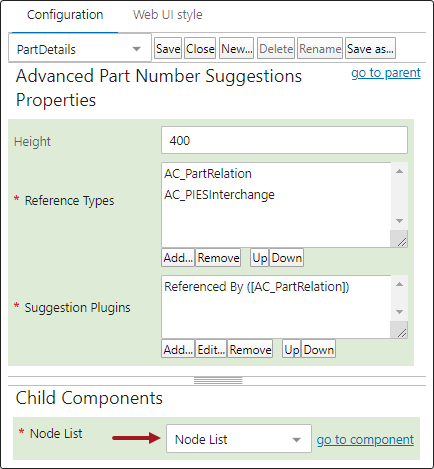 Configuration Web UI style
PartDetails Save Close New... Delete Rename Save as...
Advanced Part Number Suggestions go to parent
Properties
Height 400
* Reference Types AC_PartRelation
AC_PIESInterchange
Add... Remove Up Down
* Suggestion Plugins Referenced By ([AC_PartRelation])
Add... Edit... Remove Up Down
Child Components
* Node List Node List go to component